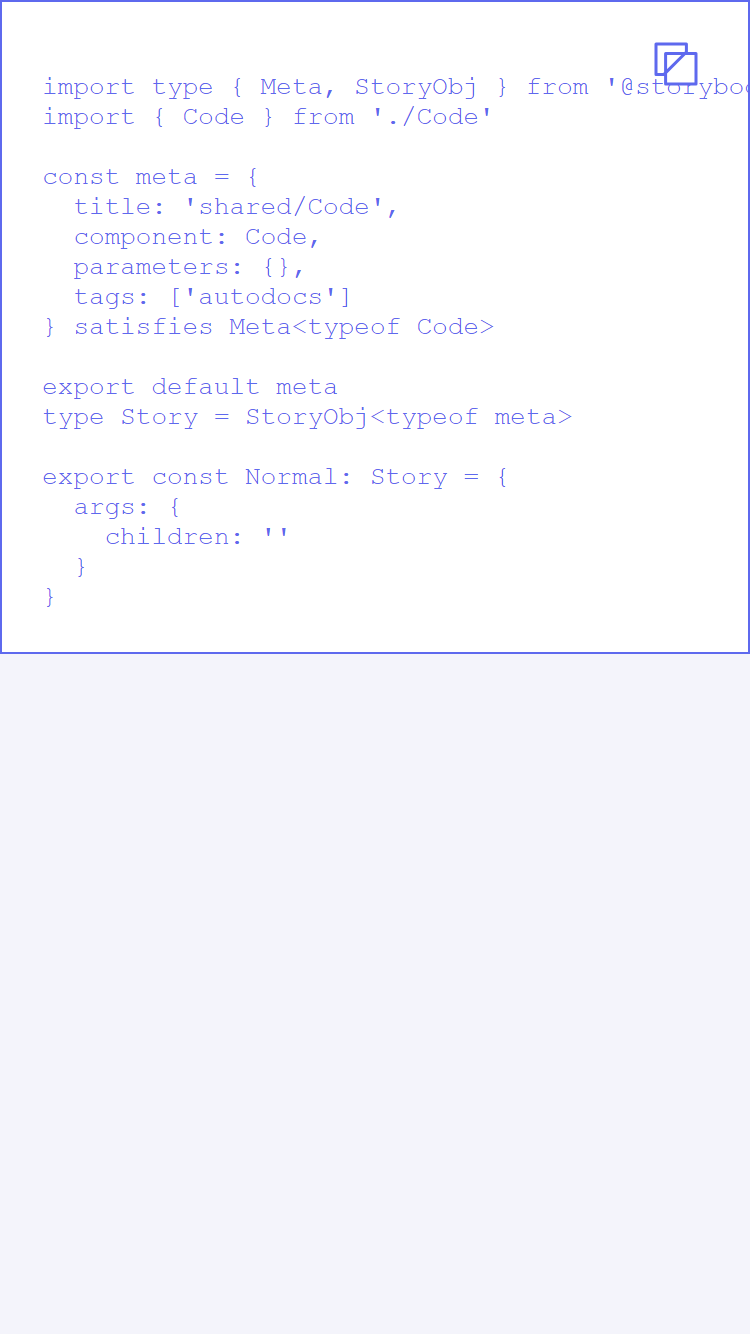 import type { Meta, StoryObj } from '@storyboo
import { Code } from './Code'

const meta = {
  title: 'shared/Code',
  component: Code,
  parameters: {},
  tags: ['autodocs']
} satisfies Meta<typeof Code>

export default meta
type Story = StoryObj<typeof meta>

export const Normal: Story = {
  args: {
    children: ''
  }
}